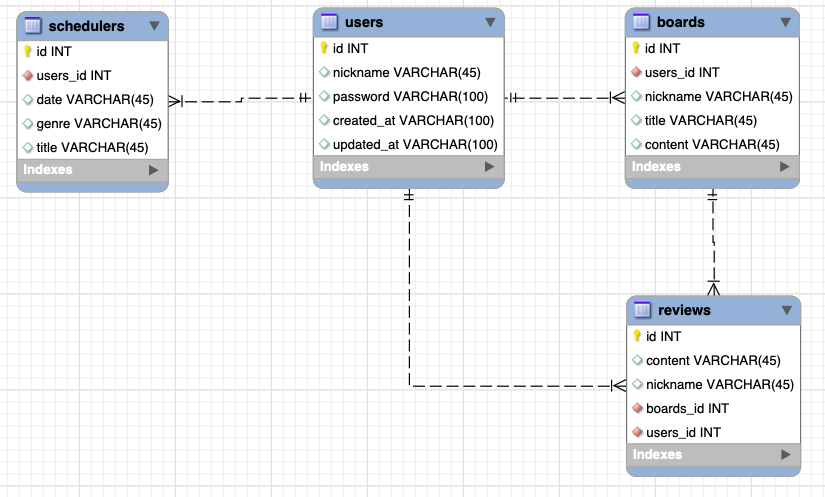 schedulers
id INT
users_id INT
date VARCHAR(45)
genre VARCHAR(45)
title VARCHAR(45)
Indexes
users
id INT
nickname VARCHAR(45)
password VARCHAR(100)
created_at VARCHAR(100)
updated_at VARCHAR(100)
Indexes
boards
id INT
users_id INT
nickname VARCHAR(45)
title VARCHAR(45)
content VARCHAR(45)
Indexes
reviews
id INT
content VARCHAR(45)
nickname VARCHAR(45)
boards_id INT
users_id INT
Indexes